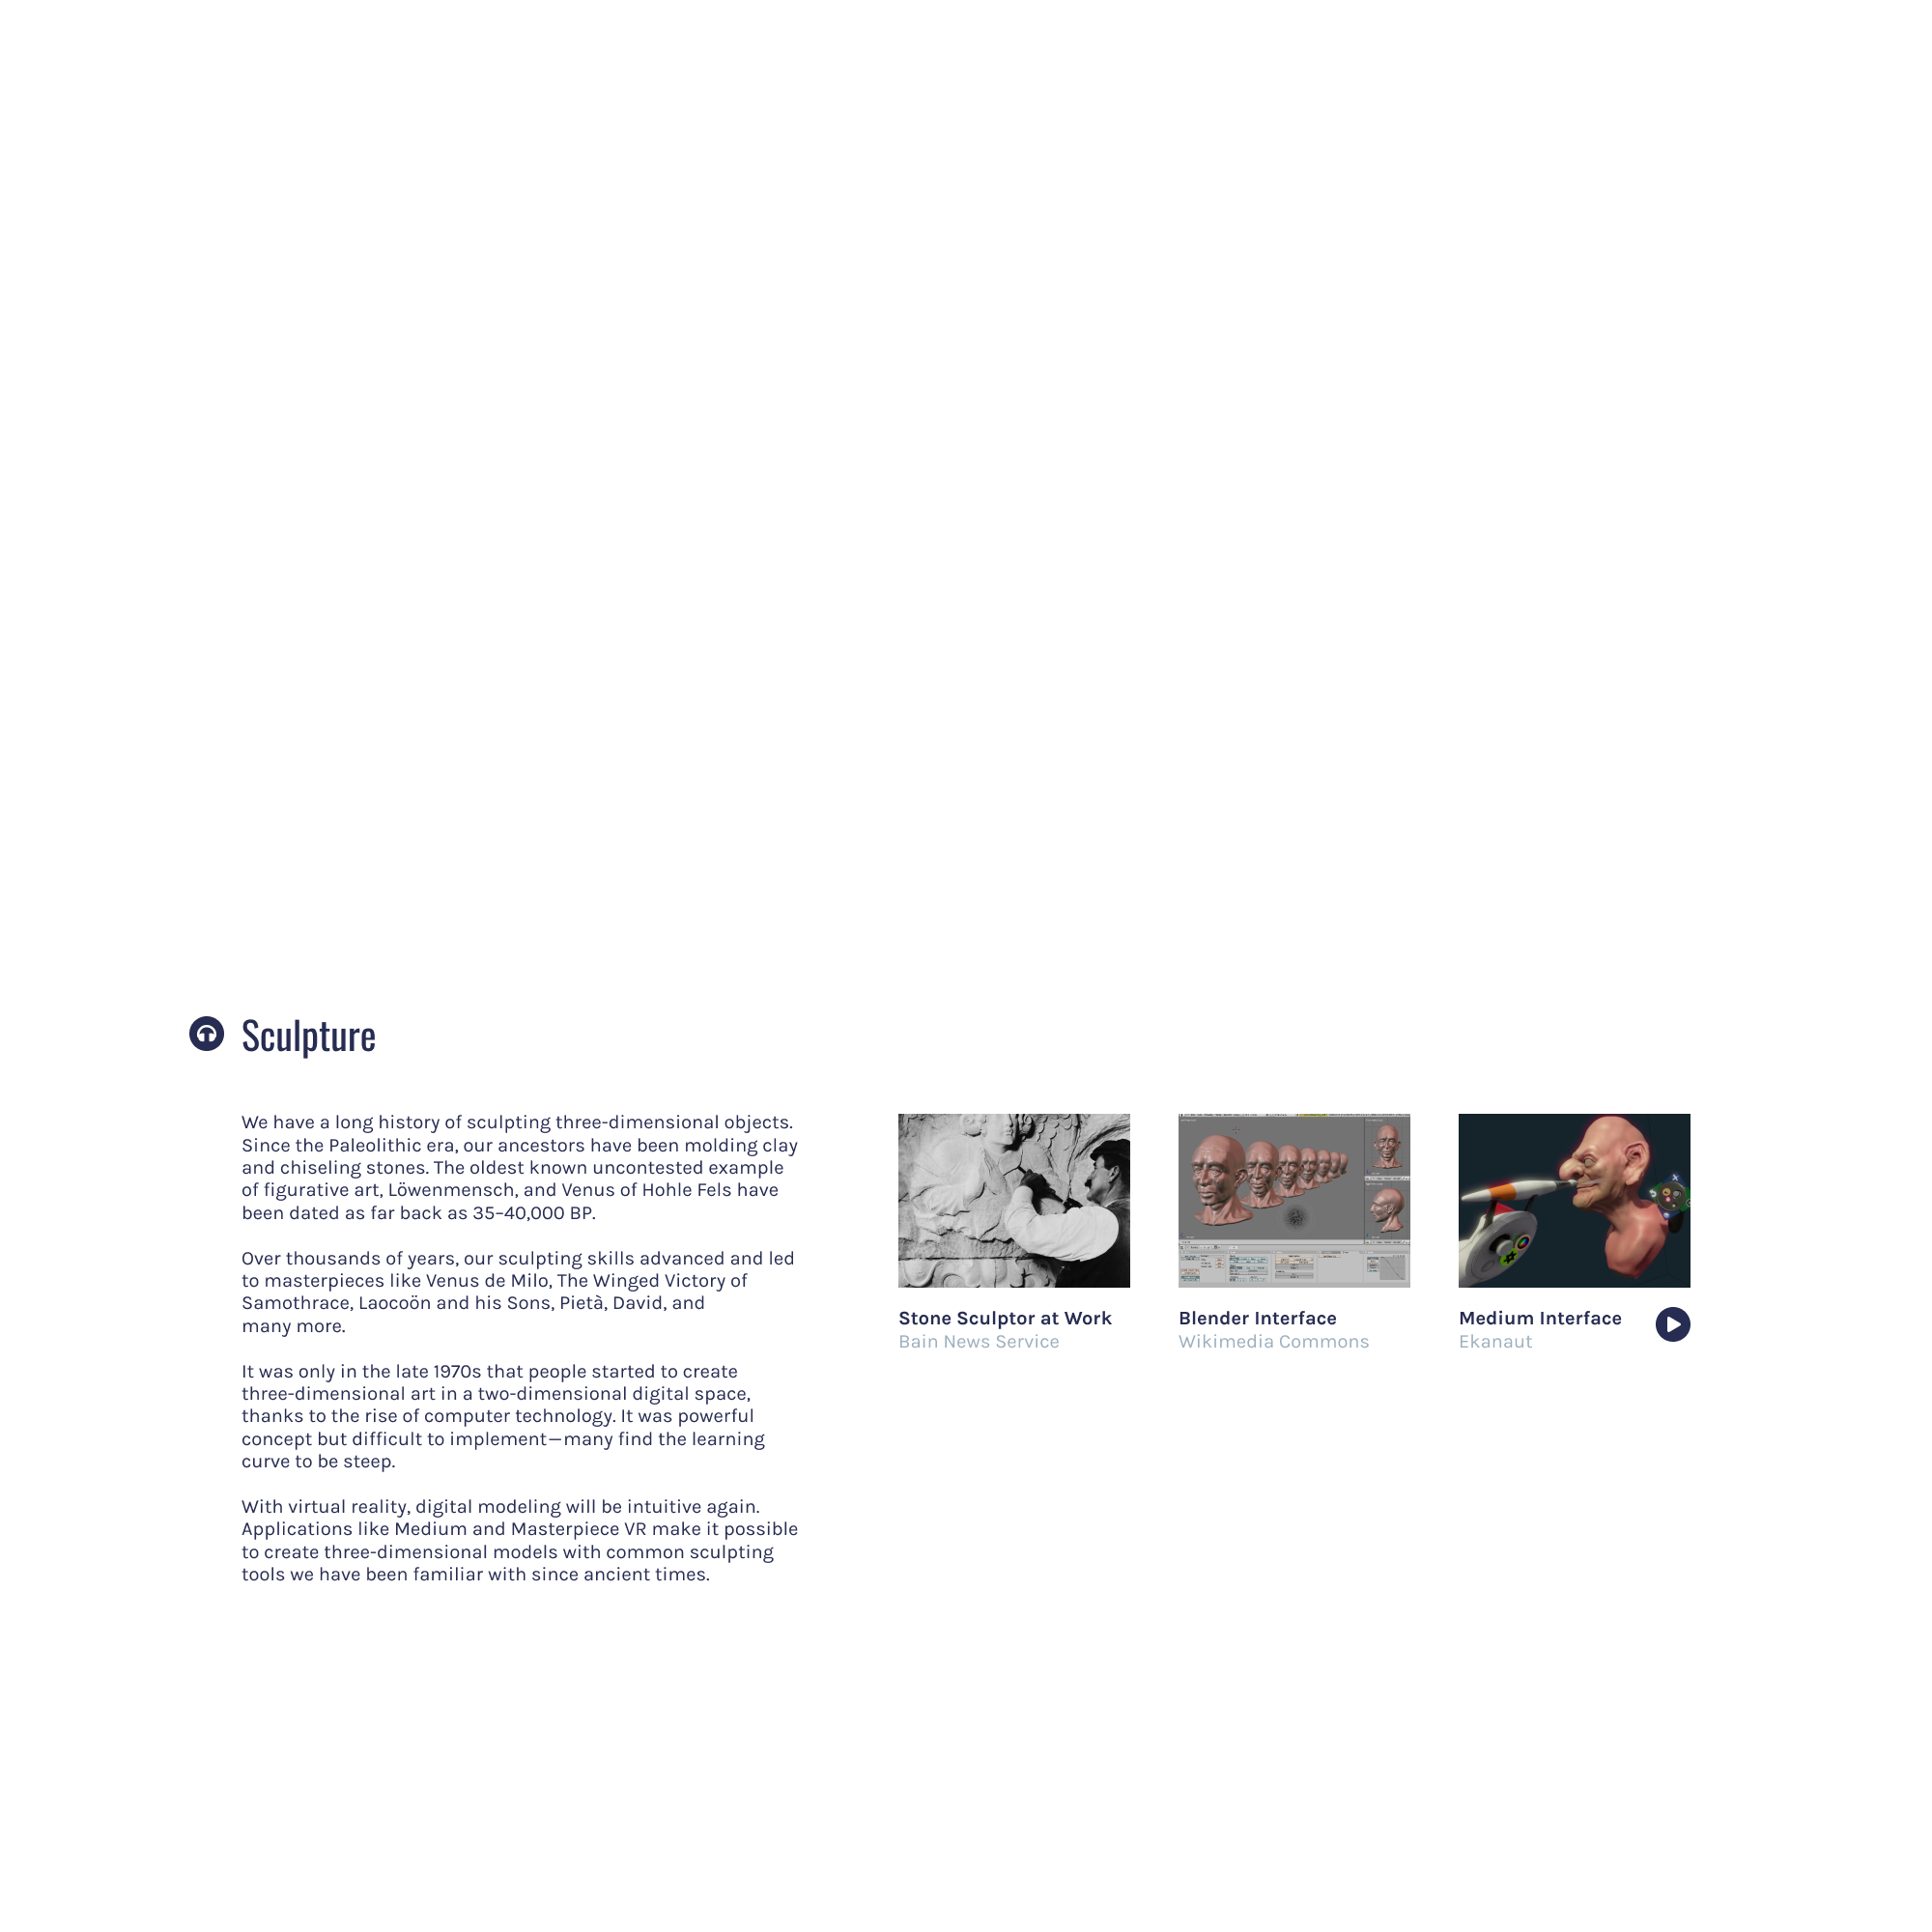 Sculpture
We have a long history of sculpting three-dimensional objects.
Since the Paleolithic era, our ancestors have been molding clay
and chiseling stones. The oldest known uncontested example
of figurative art, Löwenmensch, and Venus of Hohle Fels have
been dated as far back as 35–40,000 BP.
Over thousands of years, our sculpting skills advanced and led
to masterpieces like Venus de Milo, The Winged Victory of
Samothrace, Laocoön and his Sons, Pietà, David, and
many more.
It was only in the late 1970s that people started to create
three-dimensional art in a two-dimensional digital space,
thanks to the rise of computer technology. It was powerful
concept but difficult to implement—many find the learning
curve to be steep.
With virtual reality, digital modeling will be intuitive again.
Applications like Medium and Masterpiece VR make it possible
to create three-dimensional models with common sculpting
tools we have been familiar with since ancient times.
Stone Sculptor at Work
Bain News Service
Blender Interface
Wikimedia Commons
Medium Interface
Ekanaut